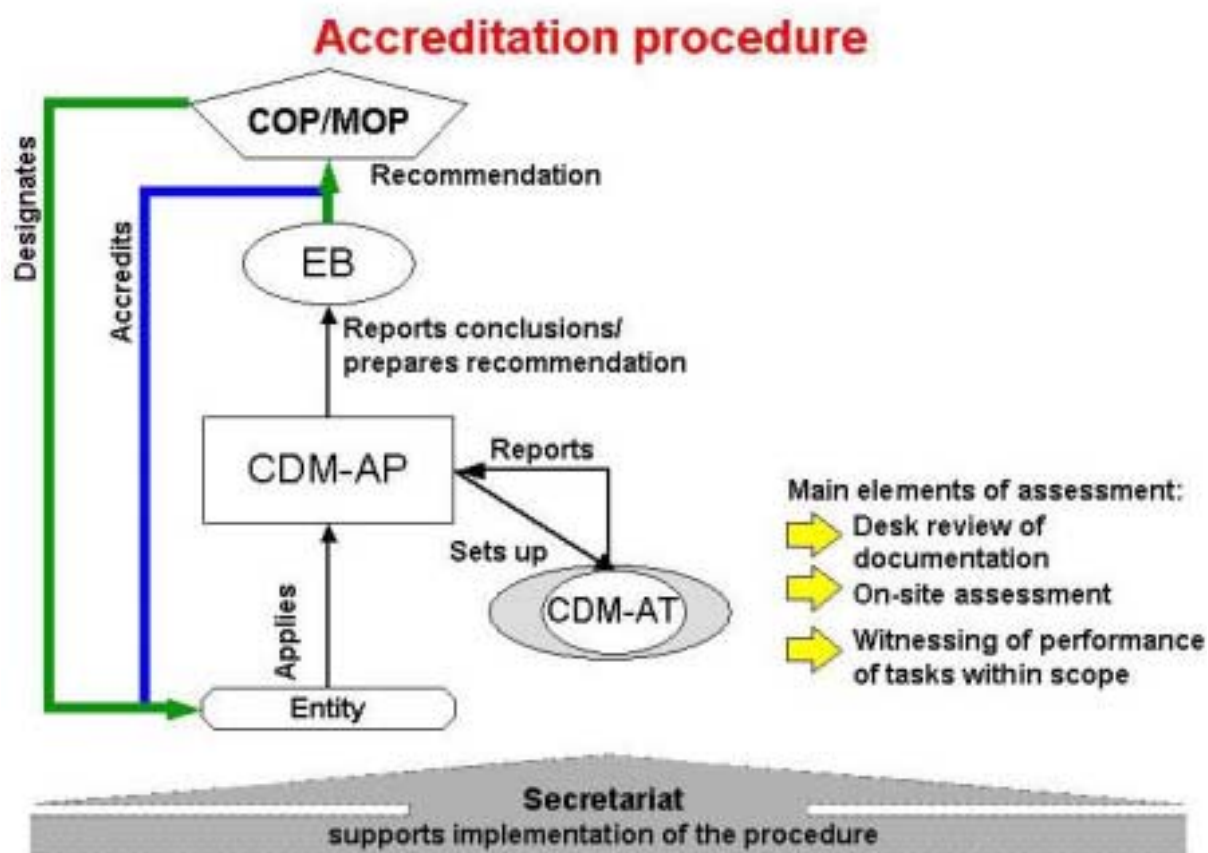 Accreditation procedure
COP/MOP
Recommendation
Designates
Accredits
EB
Reports conclusions/
prepares recommendation
CDM-AP
Reports
Sets up
CDM-AT
Applies
Entity
Main elements of assessment:
Desk review of
documentation
On-site assessment
Witnessing of performance
of tasks within scope
Secretariat
supports implementation of the procedure